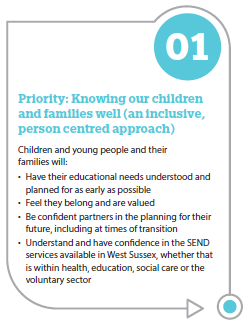 01
Priority: Knowing our children
and families well (an inclusive,
person centred approach)
Children and young people and their
families will:
• Have their educational needs understood and
planned for as early as possible
• Feel they belong and are valued
• Be confident partners in the planning for their
future, including at times of transition
• Understand and have confidence in the SEND
services available in West Sussex, whether that
is within health, education, social care or the
voluntary sector